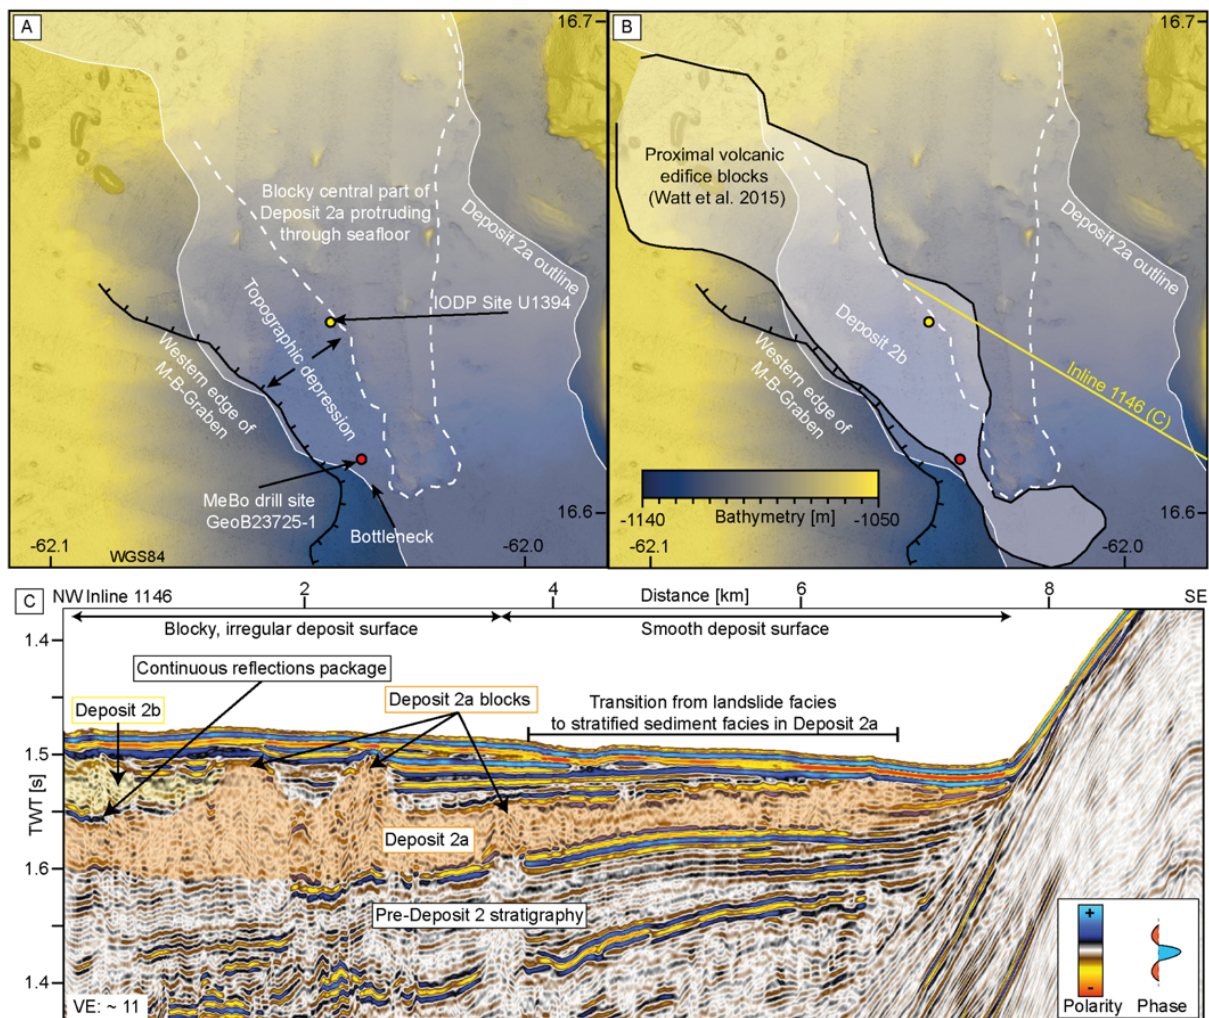 A
16.7
Blocky central part of
Deposit 2a protruding
through seafloor
Deposit 2a outline
IODP Site U1394
Topographic depression
Western edge of
M-B-Graben
MeBo drill site
GeoB23725-1
Bottleneck
-62.1
WGS84
-62.0
16.6
B
16.7
Proximal volcanic
edifice blocks
(Watt et al. 2015)
Deposit 2a outline
Deposit 2b
Inline 1146 (C)
Western edge of
M-B-Graben
-1140
Bathymetry [m]
-1050
16.6
-62.1
-62.0
C
NW Inline 1146
2
4
Distance [km]
6
8
SE
Blocky, irregular deposit surface
Smooth deposit surface
1.4
Continuous reflections package
Deposit 2b
Deposit 2a blocks
Transition from landslide facies
to stratified sediment facies in Deposit 2a
1.5
TWT [s]
Deposit 2a
1.6
Pre-Deposit 2 stratigraphy
1.4
VE: ~ 11
+
-
Polarity
Phase